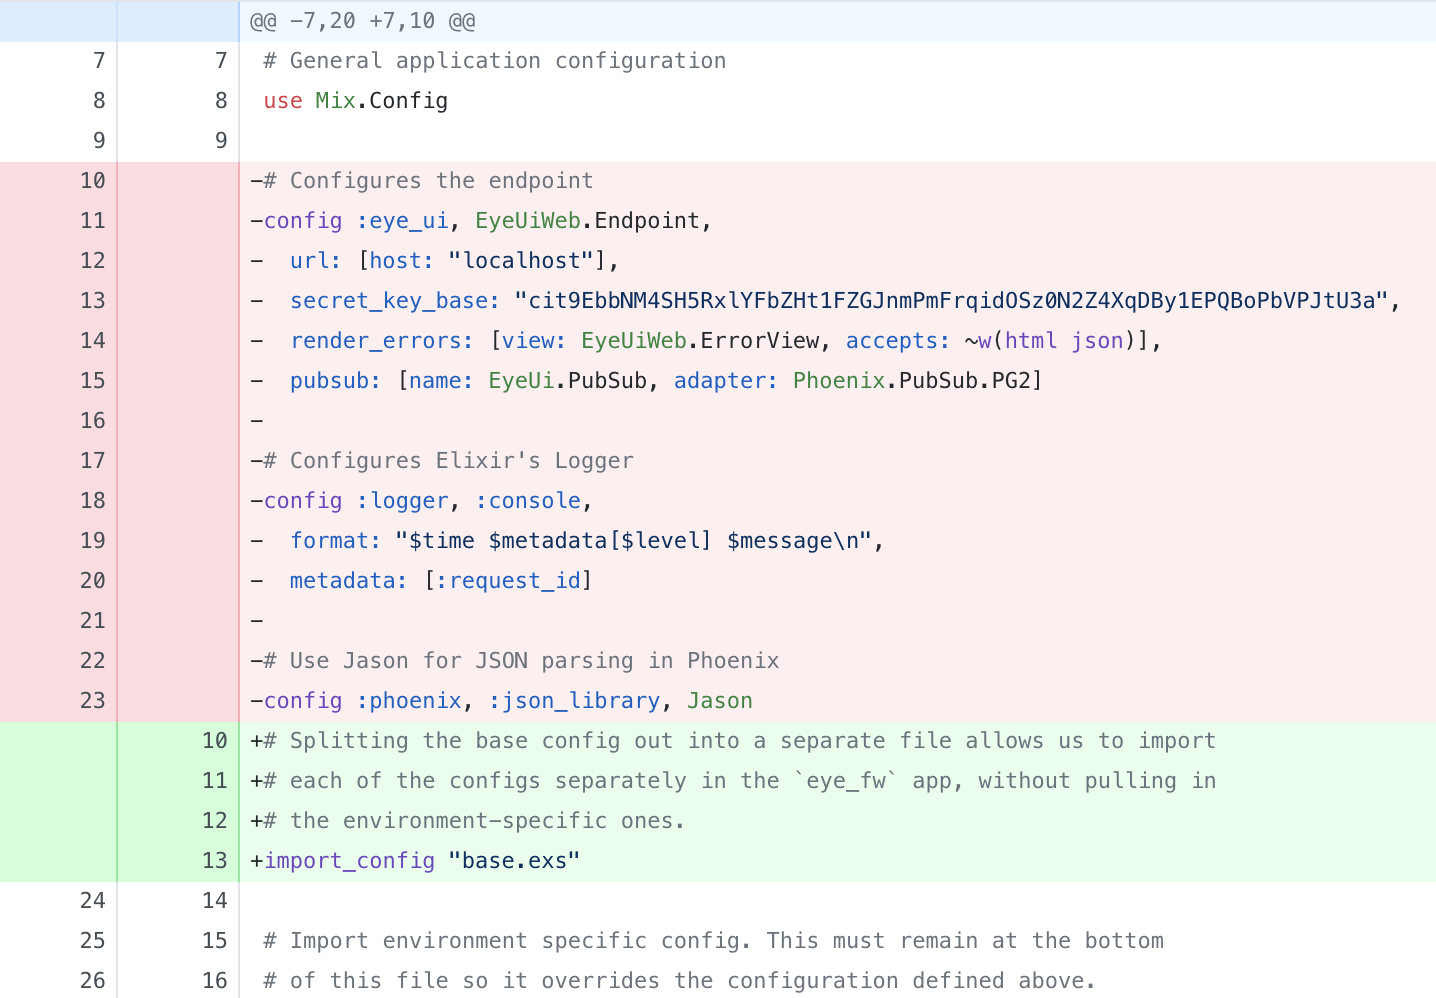 @@ -7,20 +7,10 @@
7 7 # General application configuration
8 8 use Mix.Config
9 9
10 -# Configures the endpoint
11 -config :eye_ui, EyeUiWeb.Endpoint,
12 -  url: [host: "localhost"],
13 -  secret_key_base: "cit9EbbNM4SH5RxlYFbZHt1FZGJnmPmFrqidOSz0N2Z4XqDBy1EPQBoPbVPJtU3a",
14 -  render_errors: [view: EyeUiWeb.ErrorView, accepts: ~w(html json)],
15 -  pubsub: [name: EyeUi.PubSub, adapter: Phoenix.PubSub.PG2]
16 -
17 -# Configures Elixir's Logger
18 -config :logger, :console,
19 -  format: "$time $metadata[$level] $message\n",
20 -  metadata: [:request_id]
21 -
22 -# Use Jason for JSON parsing in Phoenix
23 -config :phoenix, :json_library, Jason
10 +# Splitting the base config out into a separate file allows us to import
11 +# each of the configs separately in the `eye_fw` app, without pulling in
12 +# the environment-specific ones.
13 +import_config "base.exs"
24 14
25 15 # Import environment specific config. This must remain at the bottom
26 16 # of this file so it overrides the configuration defined above.